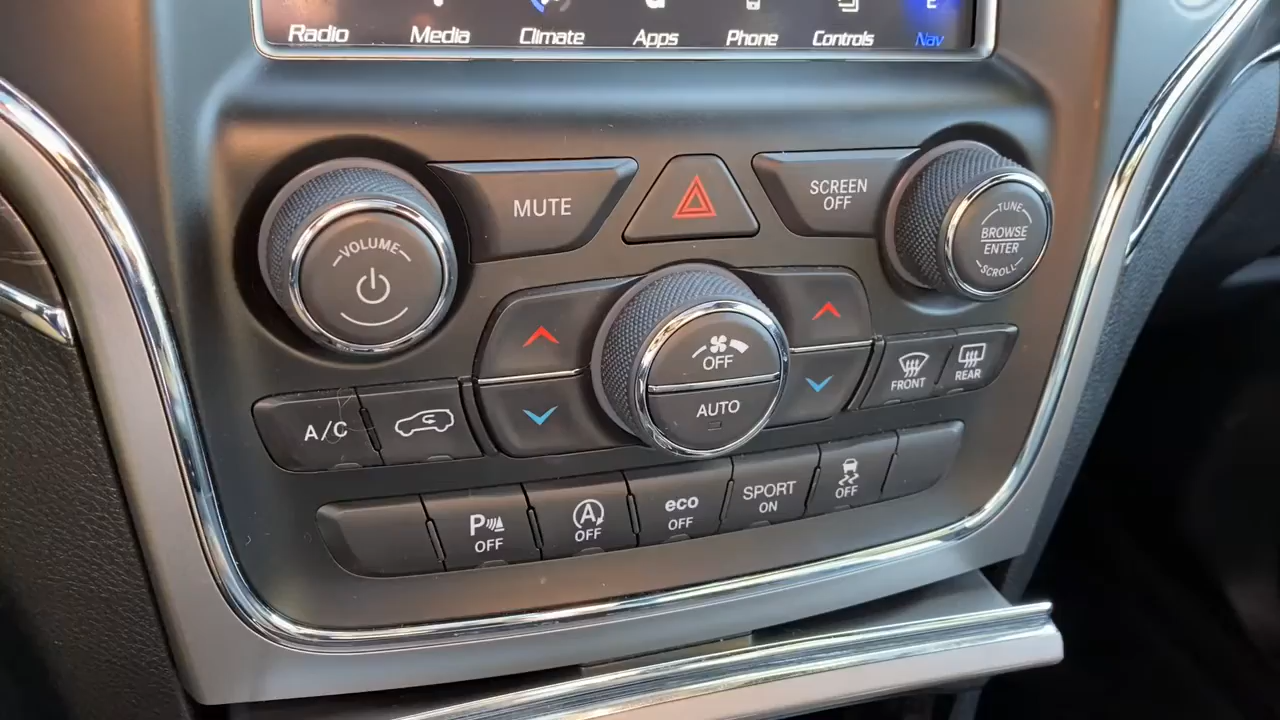 Radio Media Climate Apps Phone Controls Nav
MUTE
SCREEN
OFF
VOLUME
TUNE
BROWSE
ENTER
SCROLL
OFF
AUTO
FRONT
REAR
A/C
P
OFF
A
OFF
eco
OFF
SPORT
ON
OFF